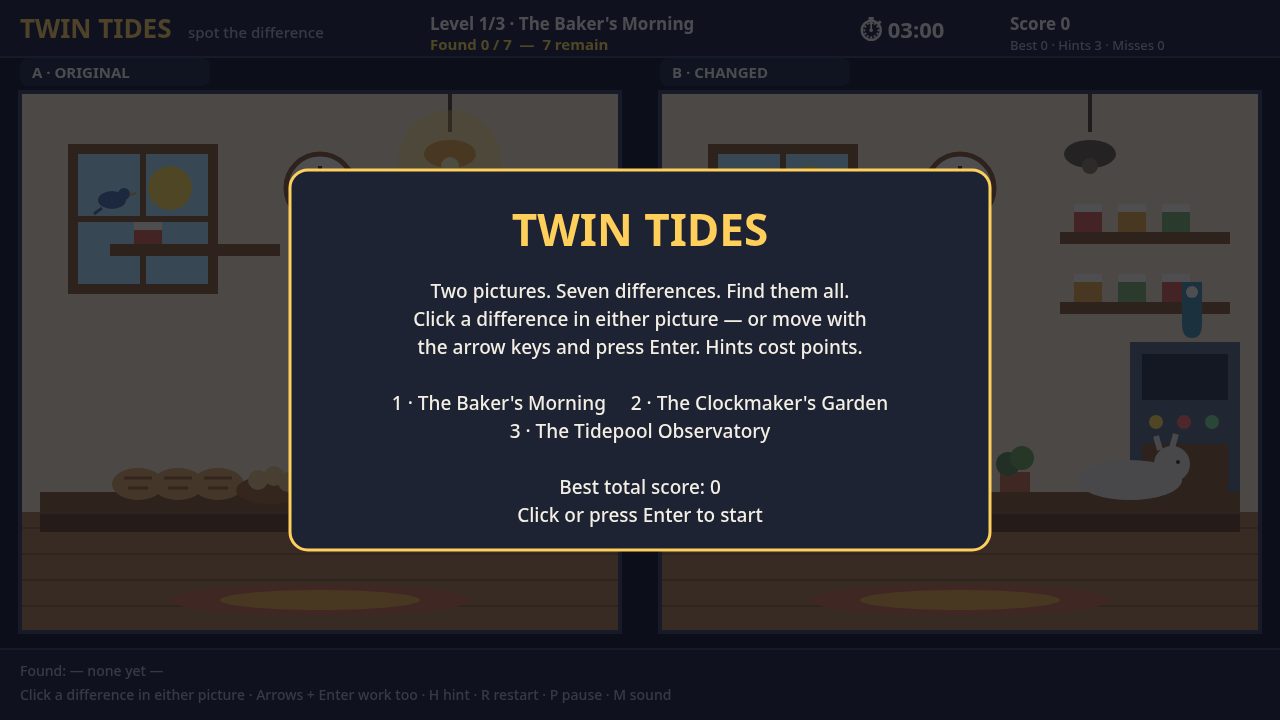 TWIN TIDES spot the difference
Level 1/3 · The Baker's Morning
Found 0 / 7 — 7 remain
⏱ 03:00
Score 0
Best 0 · Hints 3 · Misses 0
A · ORIGINAL
B · CHANGED
TWIN TIDES
Two pictures. Seven differences. Find them all.
Click a difference in either picture — or move with
the arrow keys and press Enter. Hints cost points.
1 · The Baker's Morning 2 · The Clockmaker's Garden
3 · The Tidepool Observatory
Best total score: 0
Click or press Enter to start
Found: — none yet —
Click a difference in either picture · Arrows + Enter work too · H hint · R restart · P pause · M sound